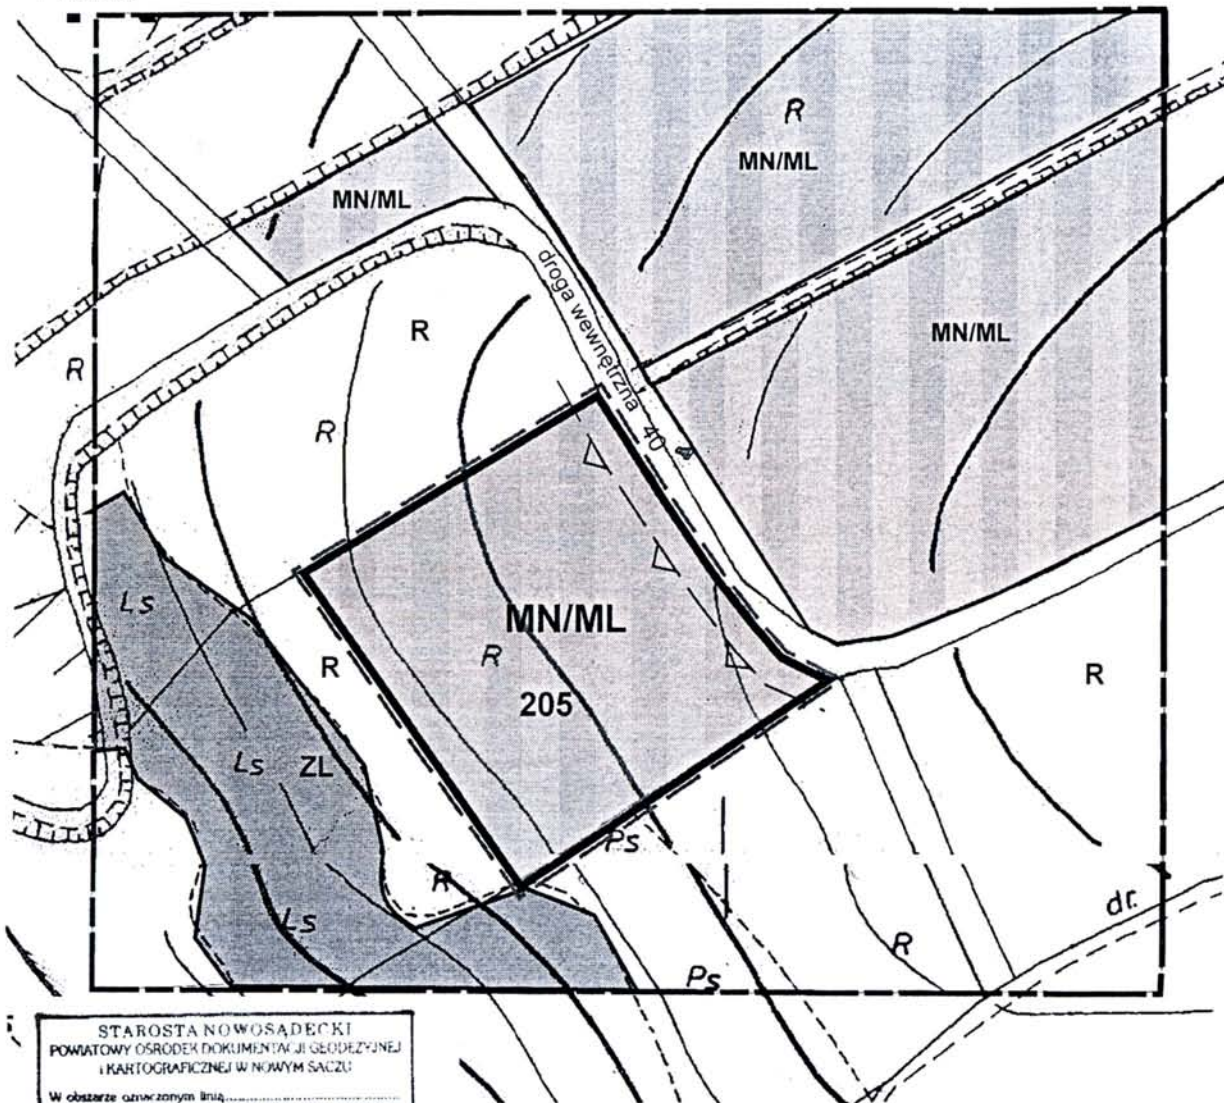 R
MN/ML
MN/ML
droga wewnętrzna 40
R
MN/ML
R
R
Ls
MN/ML
R
R
R
205
Ls
ZL
Ps
R
dr.
Ls
R
Ps
STAROSTA NOWOSĄDECKI
POWIATOWY OŚRODEK DOKUMENTACJI GEODEZYJNEJ
I KARTOGRAFICZNEJ W NOWYM SĄCZU
W obszarze oznaczonym linią